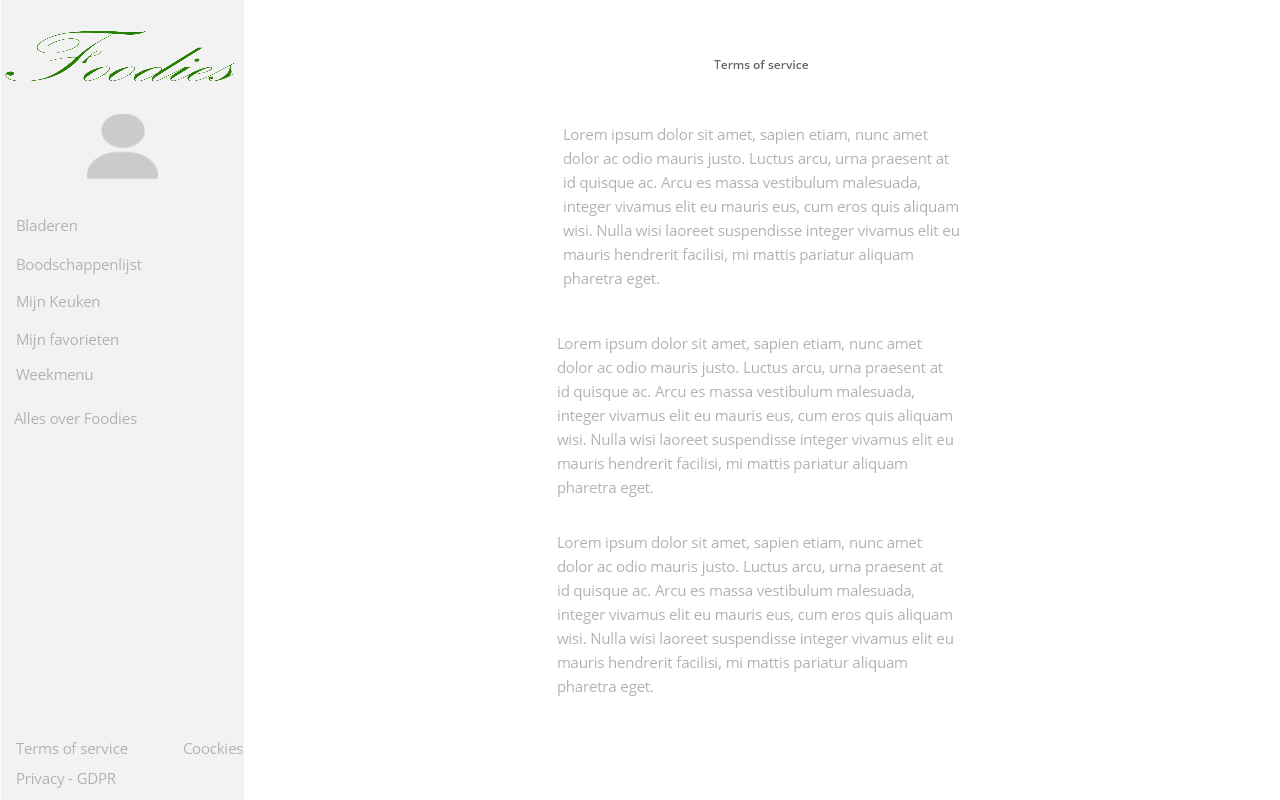 Foodies
Bladeren
Boodschappenlijst
Mijn Keuken
Mijn favorieten
Weekmenu
Alles over Foodies
Terms of service
Coockies
Privacy - GDPR
Terms of service
Lorem ipsum dolor sit amet, sapien etiam, nunc amet
dolor ac odio mauris justo. Luctus arcu, urna praesent at
id quisque ac. Arcu es massa vestibulum malesuada,
integer vivamus elit eu mauris eus, cum eros quis aliquam
wisi. Nulla wisi laoreet suspendisse integer vivamus elit eu
mauris hendrerit facilisi, mi mattis pariatur aliquam
pharetra eget.
Lorem ipsum dolor sit amet, sapien etiam, nunc amet
dolor ac odio mauris justo. Luctus arcu, urna praesent at
id quisque ac. Arcu es massa vestibulum malesuada,
integer vivamus elit eu mauris eus, cum eros quis aliquam
wisi. Nulla wisi laoreet suspendisse integer vivamus elit eu
mauris hendrerit facilisi, mi mattis pariatur aliquam
pharetra eget.
Lorem ipsum dolor sit amet, sapien etiam, nunc amet
dolor ac odio mauris justo. Luctus arcu, urna praesent at
id quisque ac. Arcu es massa vestibulum malesuada,
integer vivamus elit eu mauris eus, cum eros quis aliquam
wisi. Nulla wisi laoreet suspendisse integer vivamus elit eu
mauris hendrerit facilisi, mi mattis pariatur aliquam
pharetra eget.